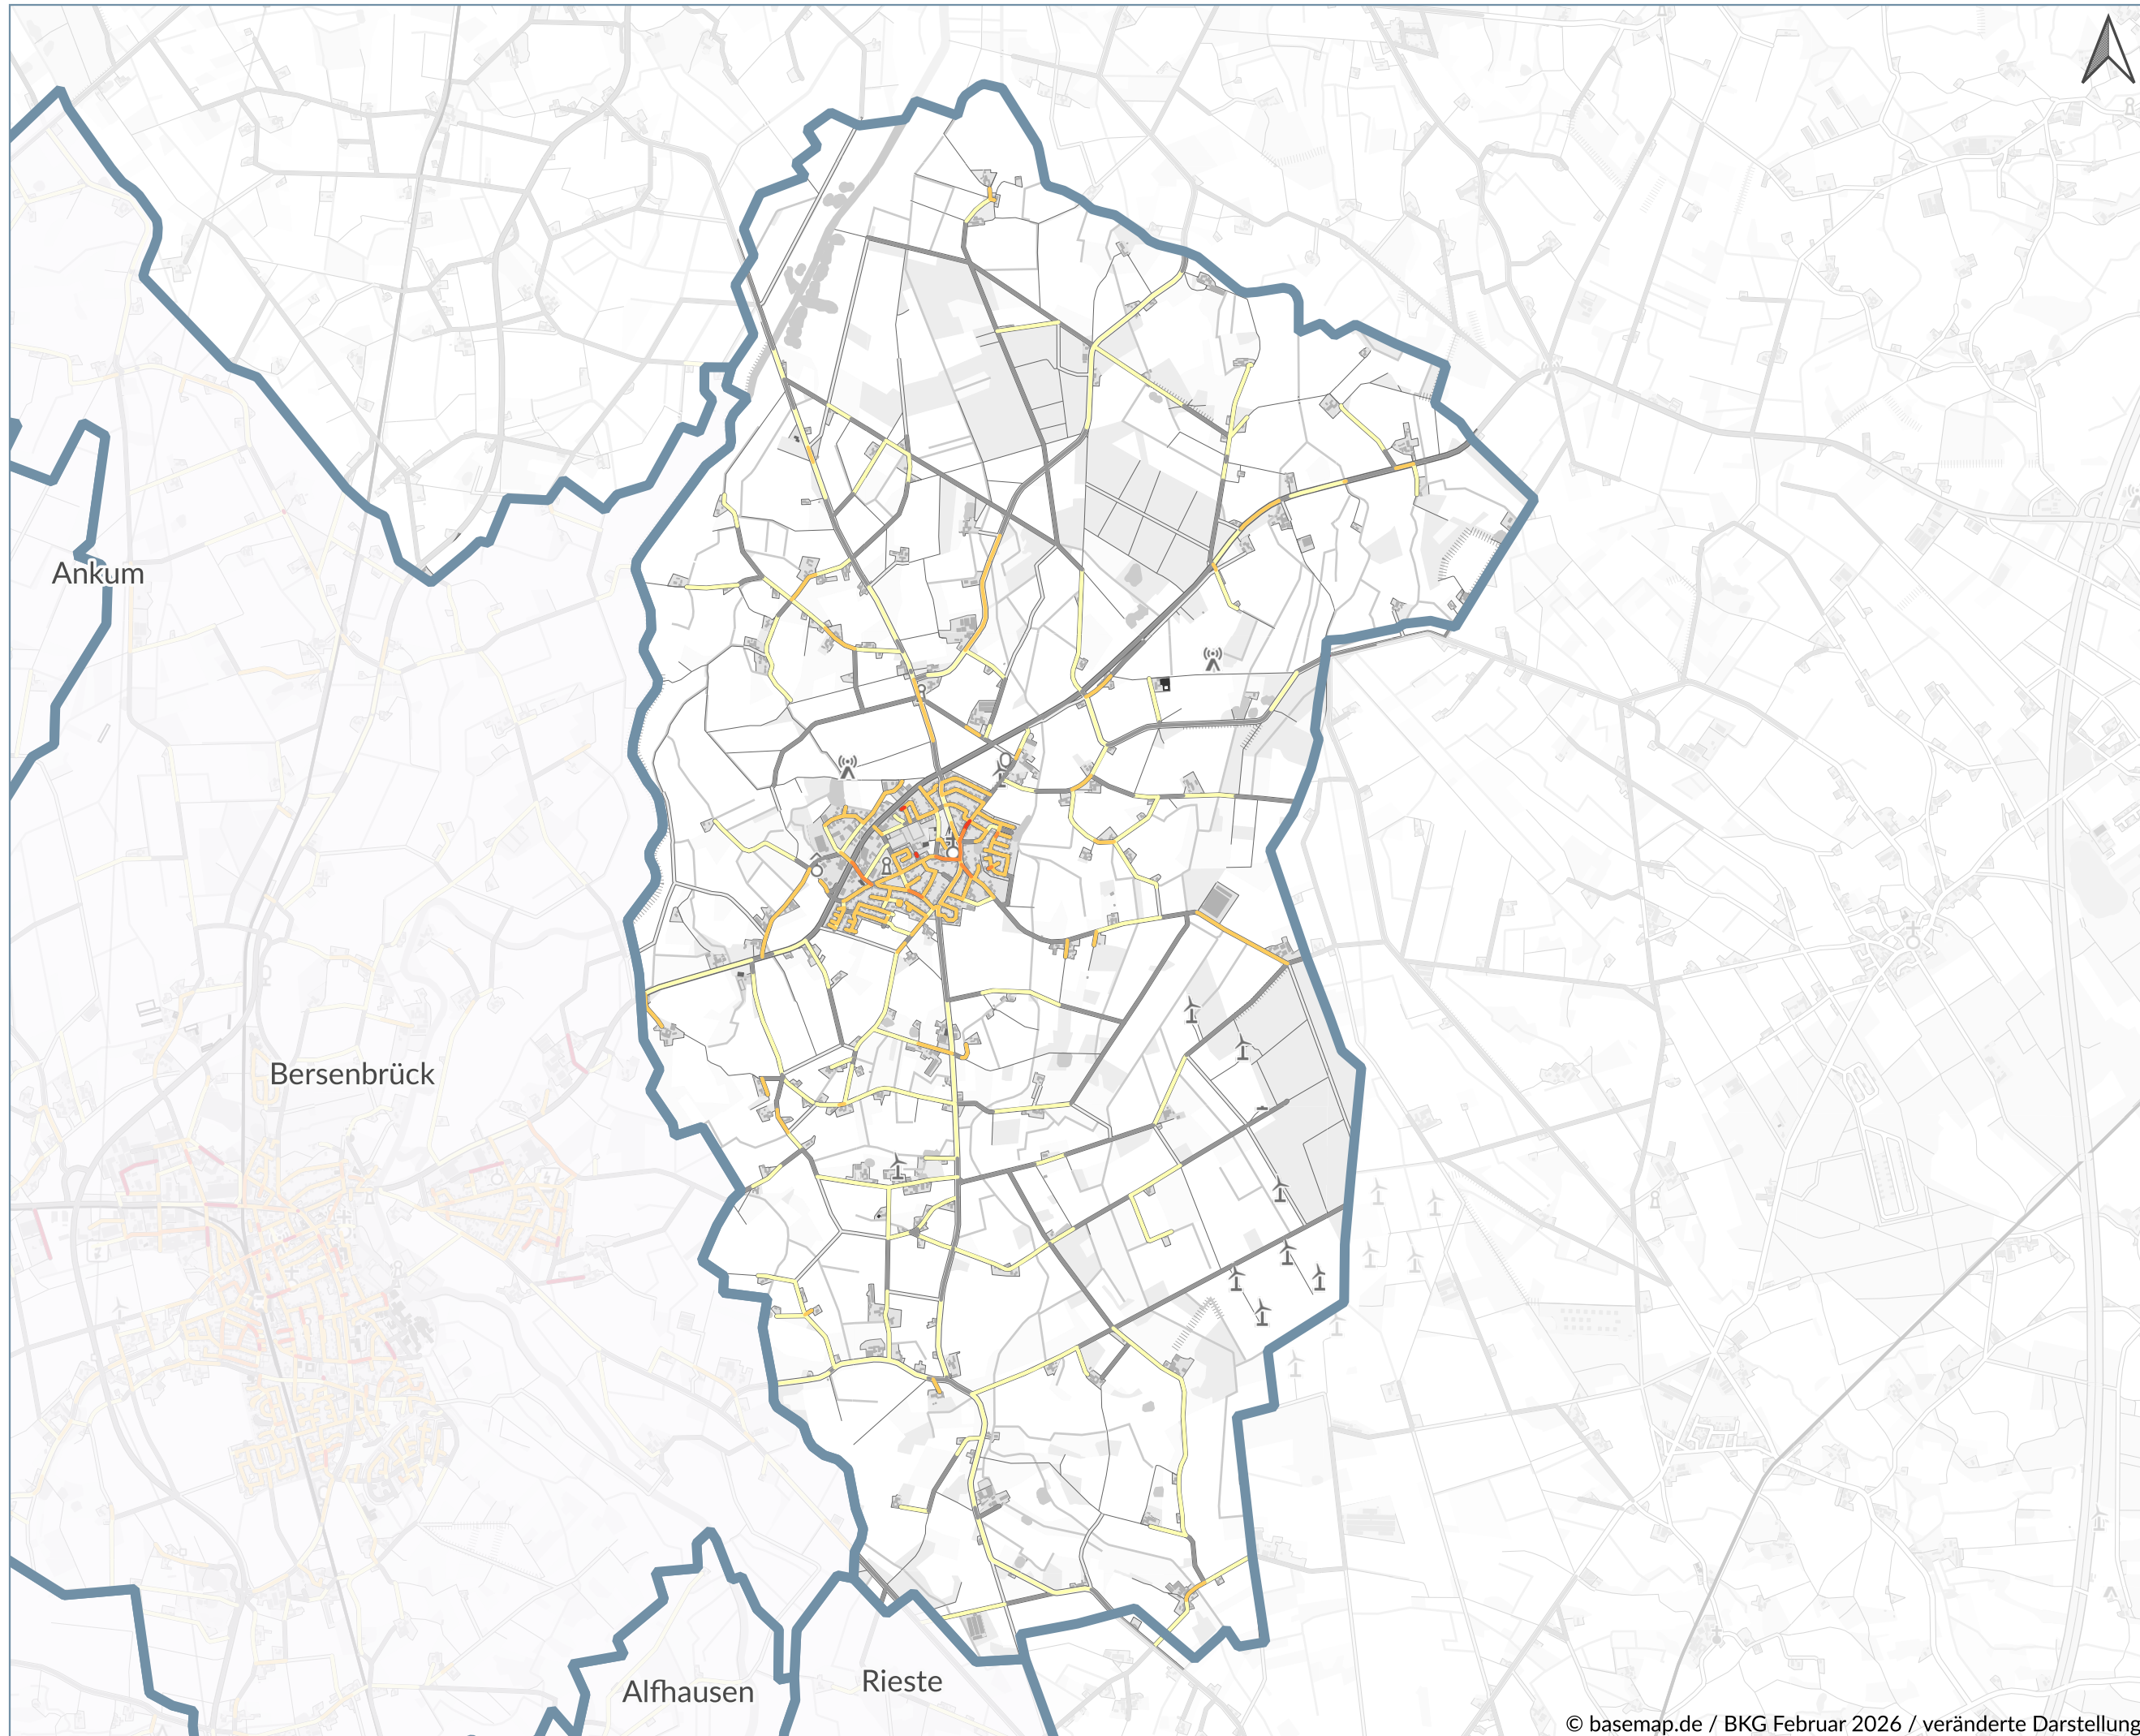 Ankum
Bersenbrück
Alfhausen
Rieste
© basemap.de / BKG Februar 2026 / veränderte Darstellung